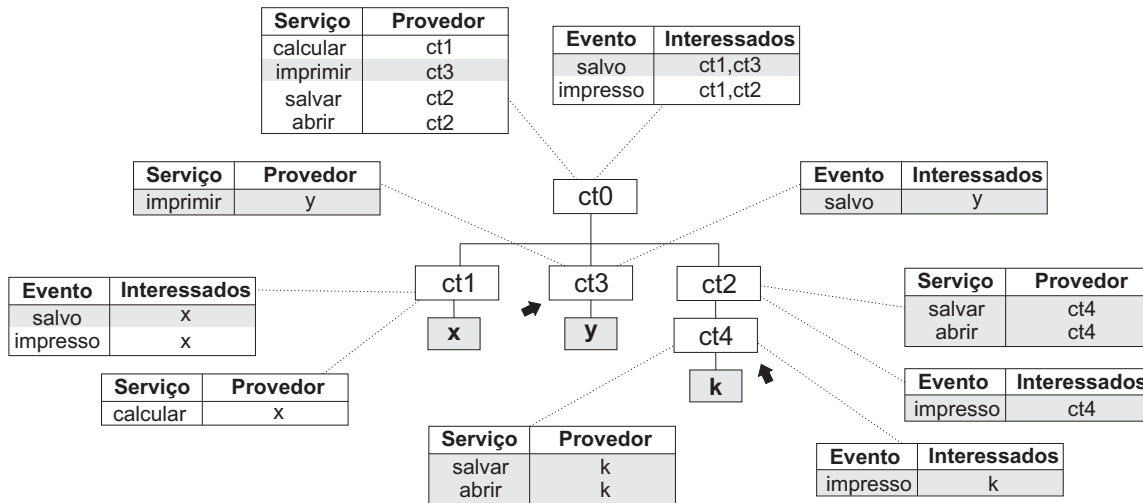 Serviço Provedor
calcular ct1
imprimir ct3
salvar ct2
abrir ct2
Evento Interessados
salvo ct1,ct3
impresso ct1,ct2
Serviço Provedor
imprimir y
ct0
Evento Interessados
salvo y
ct1
ct3
ct2
Evento Interessados
salvo x
impresso x
x
y
ct4
k
Serviço Provedor
salvar ct4
abrir ct4
Serviço Provedor
calcular x
Evento Interessados
impresso ct4
Serviço Provedor
salvar k
abrir k
Evento Interessados
impresso k